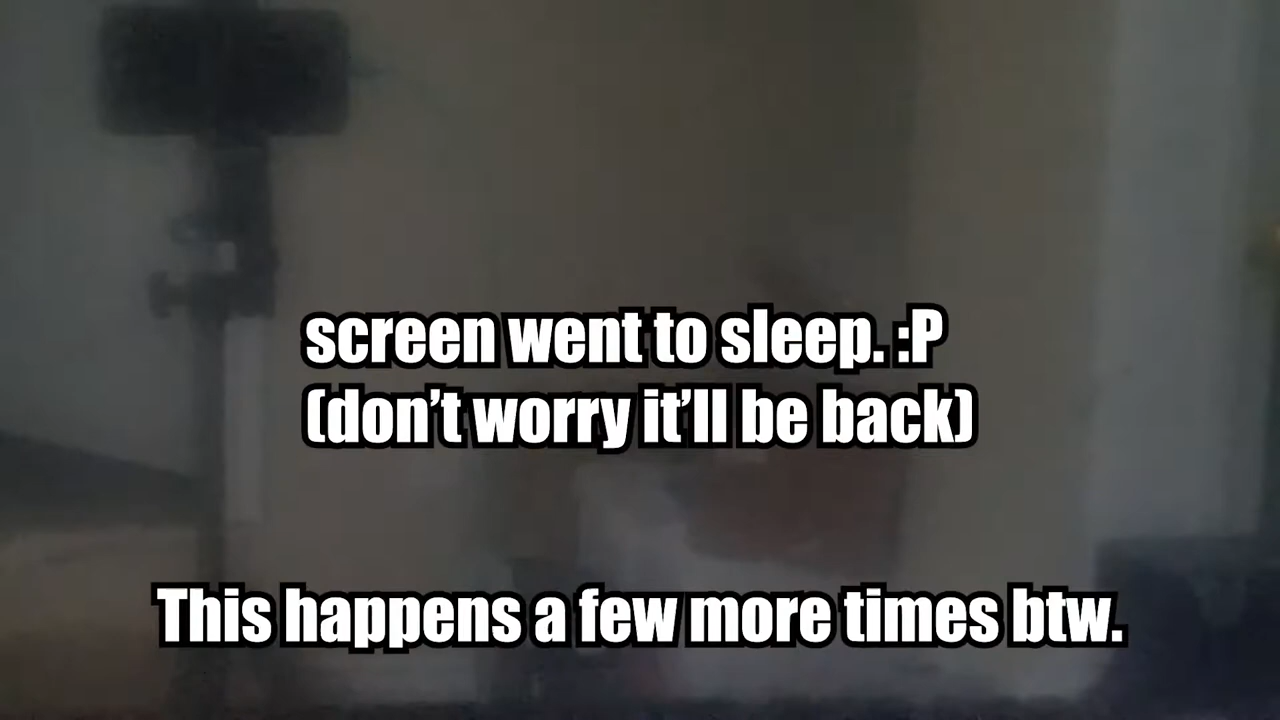 screen went to sleep. :P
(don’t worry it’ll be back)
This happens a few more times btw.